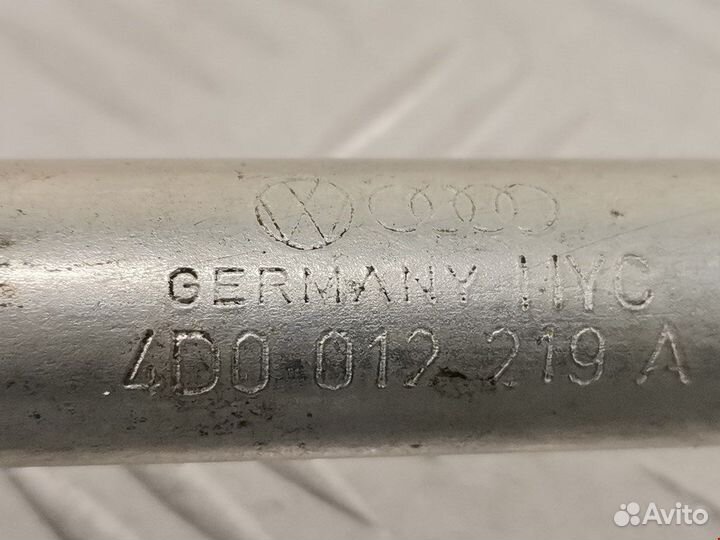 GERMANY HYC
4D0 012 219 A
Avito